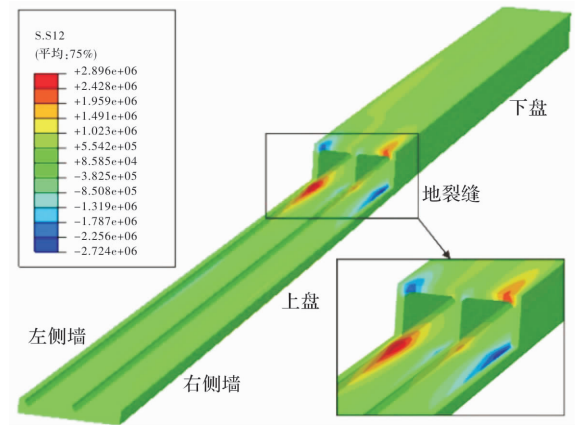 S.S12
(平均:75%)
+2.896e+06
+2.428e+06
+1.959e+06
+1.491e+06
+1.023e+06
+5.542e+05
+8.585e+04
-3.825e+05
-8.508e+05
-1.319e+06
-1.787e+06
-2.256e+06
-2.724e+06
下盘
地裂缝
上盘
左侧墙
右侧墙